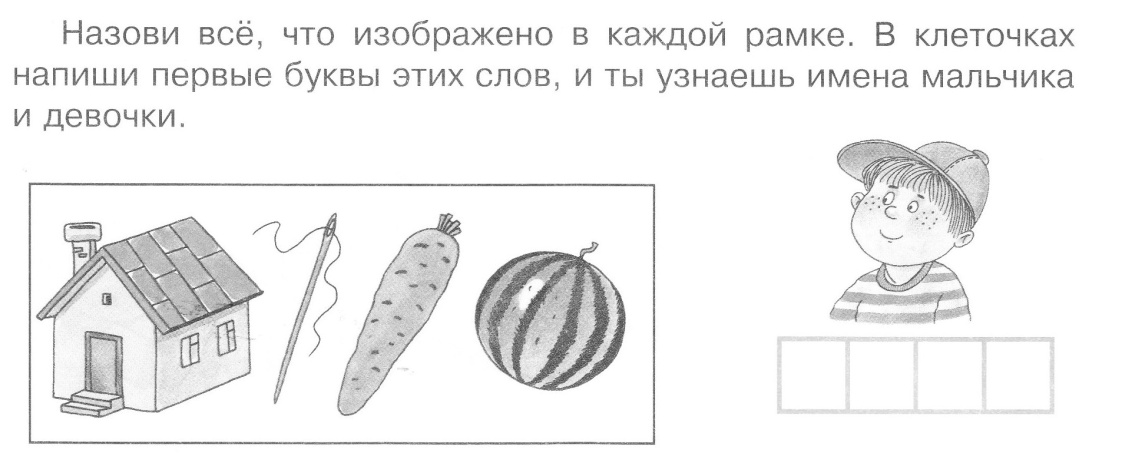 Назови всё, что изображено в каждой рамке. В клеточках
напиши первые буквы этих слов, и ты узнаешь имена мальчика
и девочки.